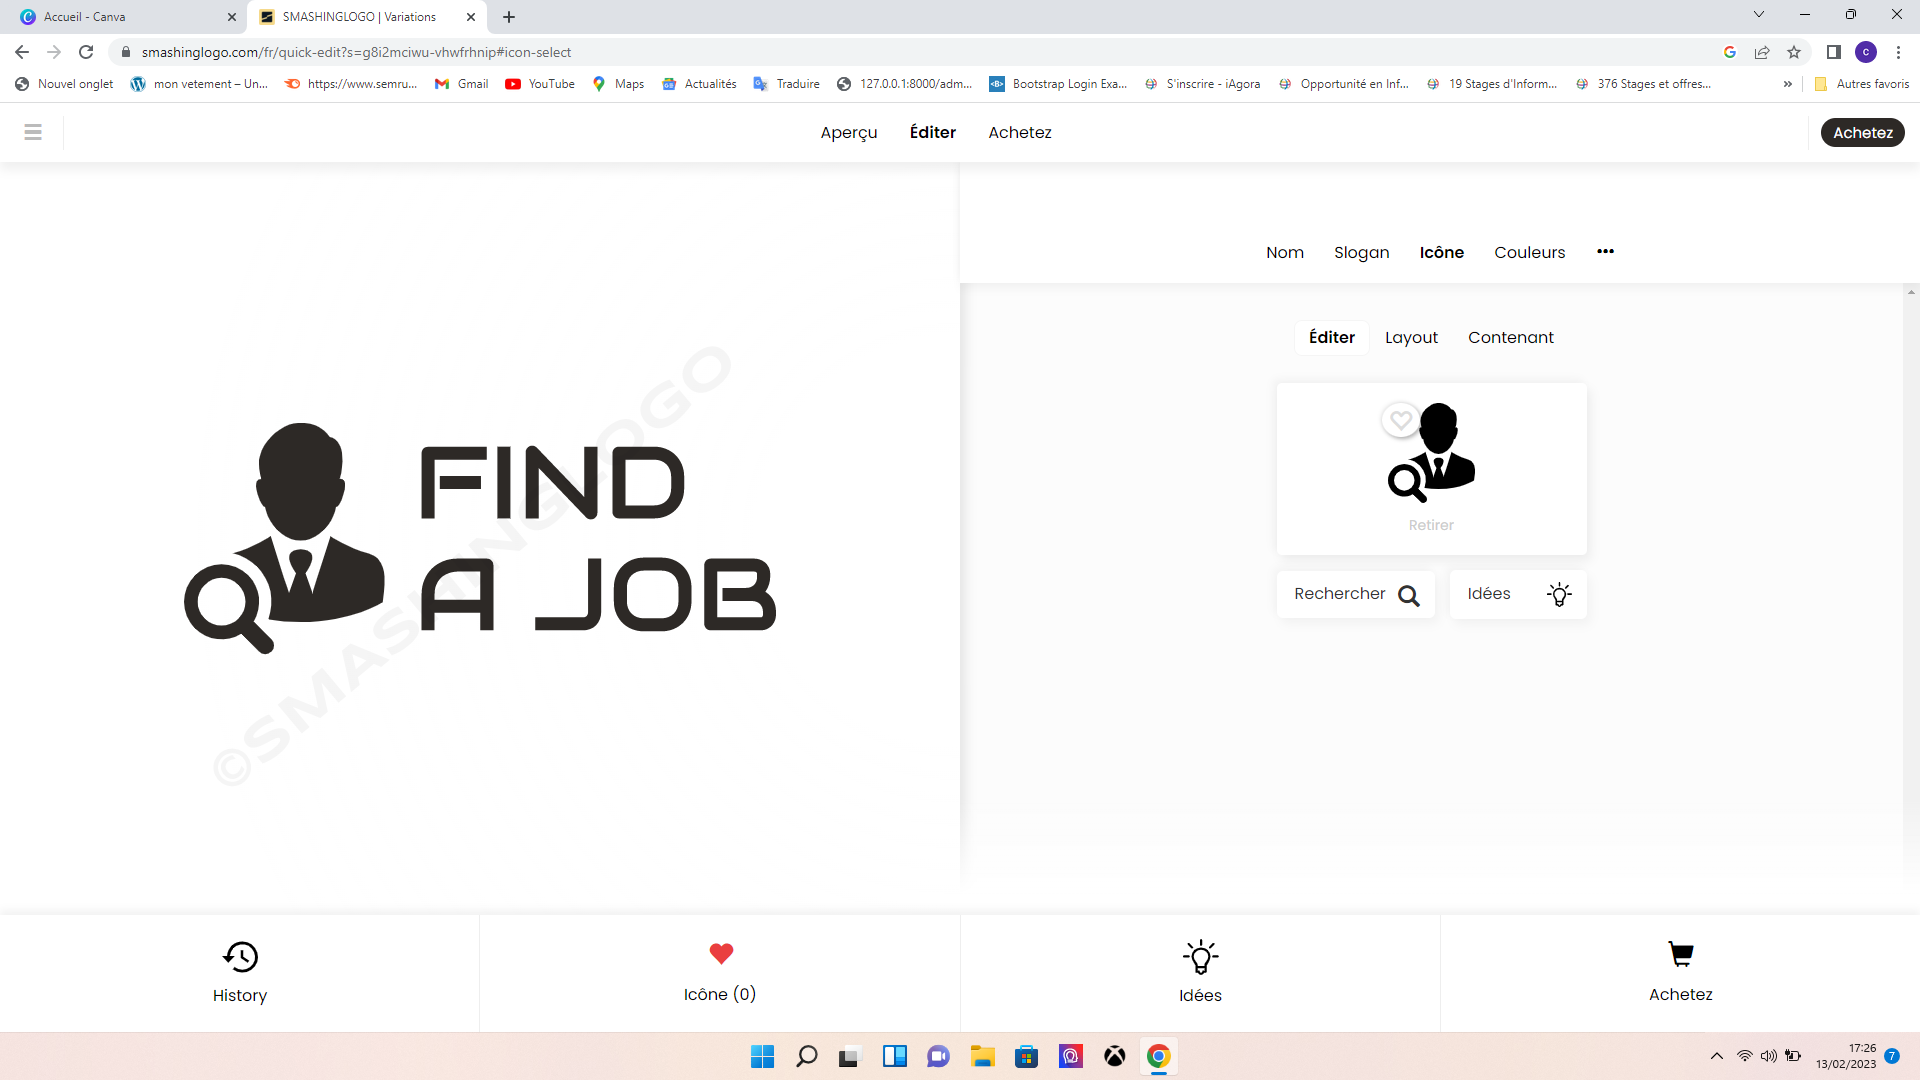 Accueil - Canva
SMASHINGLOGO | Variations
smashinglogo.com/fr/quick-edit?s=g8i2mciwu-vhwfrhnip#icon-select
Nouvel onglet mon vetement – Un... https://www.semru... Gmail YouTube Maps Actualités Traduire 127.0.0.1:8000/adm... Bootstrap Login Exa... S'inscrire - iAgora Opportunité en Inf... 19 Stages d'Inform... 376 Stages et offres... » Autres favoris
Aperçu Éditer Achetez
Achetez
Nom Slogan Icône Couleurs •••
Éditer Layout Contenant
Retirer
Rechercher Idées
FIND
A JOB
©SMASHINGLOGO
History
Icône (0)
Idées
Achetez
17:26
13/02/2023
7